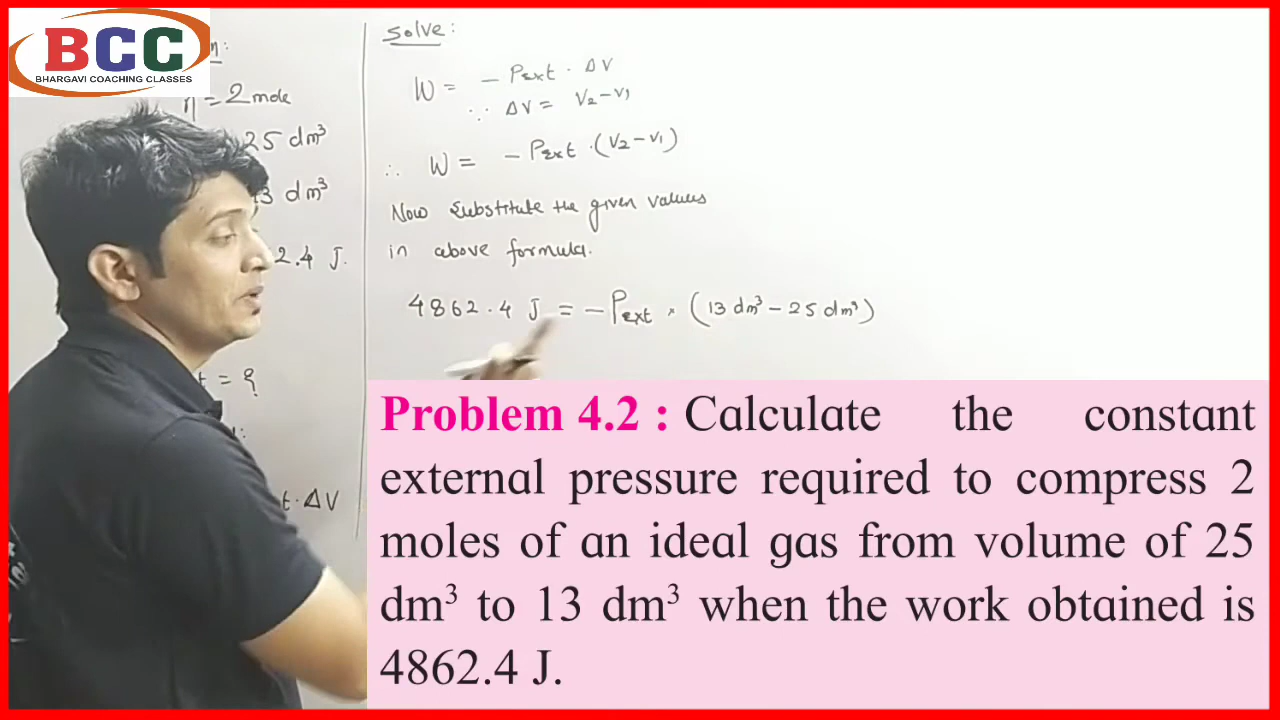 BCC
BHARGAVI COACHING CLASSES
n = 2 mole
25 dm³
13 dm³
2.4 J.
t = ?
t · ΔV
Solve :
W = - Pext · ΔV
∵ ΔV = V2 - V1
∴ W = - Pext · (V2 - V1)
Now Substitute the given values
in above formula.
4862.4 J = - Pext × (13 dm³ - 25 dm³)
Problem 4.2 : Calculate the constant
external pressure required to compress 2
moles of an ideal gas from volume of 25
dm³ to 13 dm³ when the work obtained is
4862.4 J.